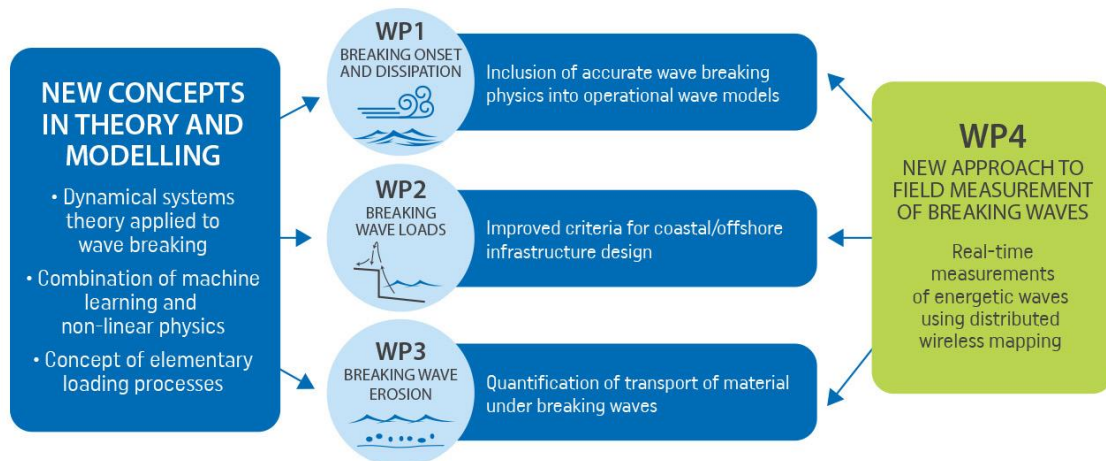 NEW CONCEPTS
IN THEORY AND
MODELLING
• Dynamical systems
theory applied to
wave breaking
• Combination of machine
learning and
non-linear physics
• Concept of elementary
loading processes
WP1
BREAKING ONSET
AND DISSIPATION
Inclusion of accurate wave breaking
physics into operational wave models
WP2
BREAKING
WAVE LOADS
Improved criteria for coastal/offshore
infrastructure design
WP3
BREAKING WAVE
EROSION
Quantification of transport of material
under breaking waves
WP4
NEW APPROACH TO
FIELD MEASUREMENT
OF BREAKING WAVES
Real-time
measurements
of energetic waves
using distributed
wireless mapping